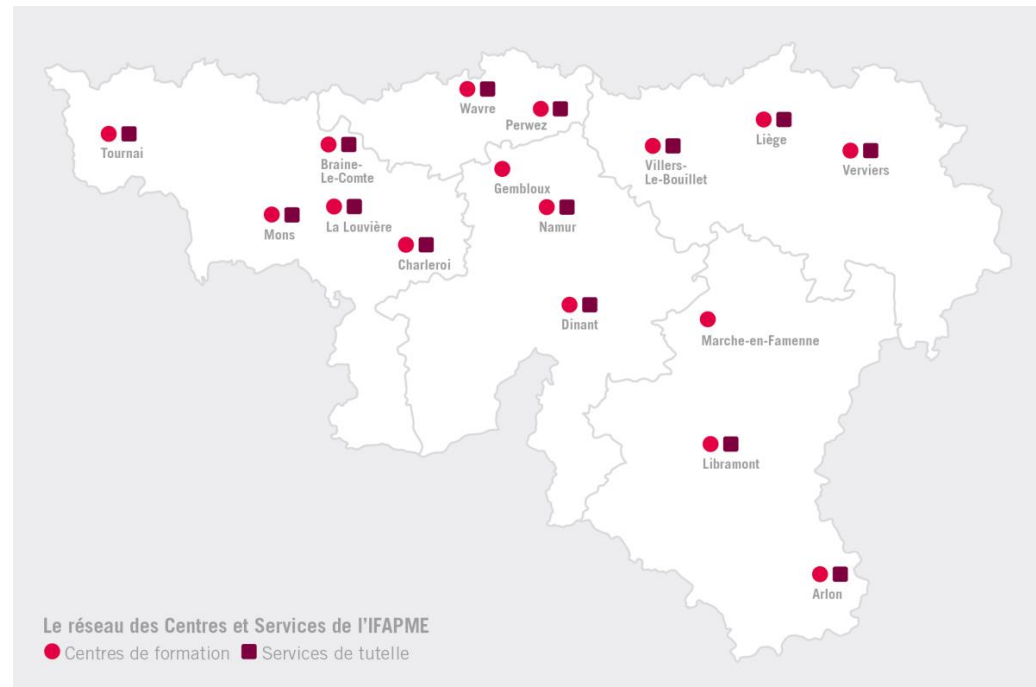 Wavre
Perwez
Liège
Tournai
Braine-
Le-Comte
Villers-
Le-Bouillet
Verviers
Gembloux
Mons
La Louvière
Namur
Charleroi
Dinant
Marche-en-Famenne
Libramont
Arlon
Le réseau des Centres et Services de l'IFAPME
Centres de formation Services de tutelle